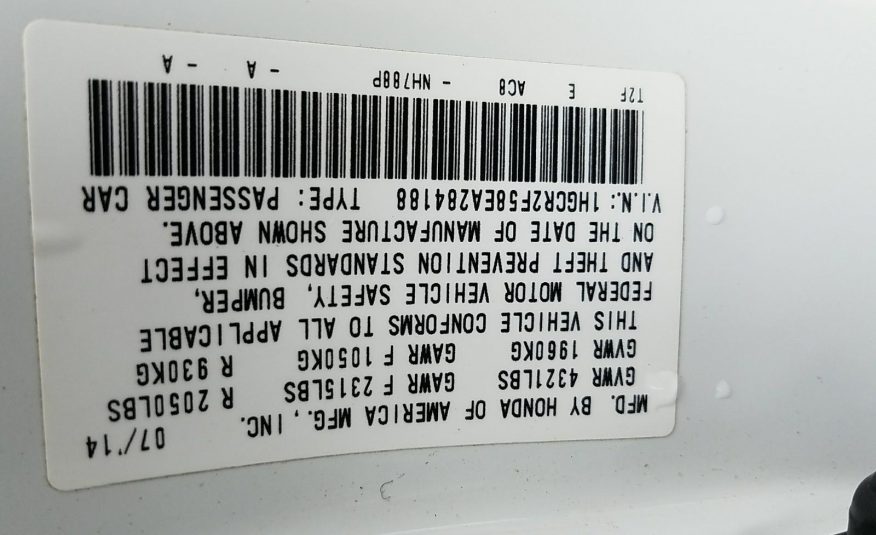 MFD. BY HONDA OF AMERICA MFG., INC. 07/'14
GVWR 4321LBS GAWR F 2315LBS R 2050LBS
GVWR 1960KG GAWR F 1050KG R 930KG
THIS VEHICLE CONFORMS TO ALL APPLICABLE
FEDERAL MOTOR VEHICLE SAFETY, BUMPER,
AND THEFT PREVENTION STANDARDS IN EFFECT
ON THE DATE OF MANUFACTURE SHOWN ABOVE.
V.I.N.: 1HGCR2F58EA284188 TYPE: PASSENGER CAR
T2F E AC8 - NH788P - A - A